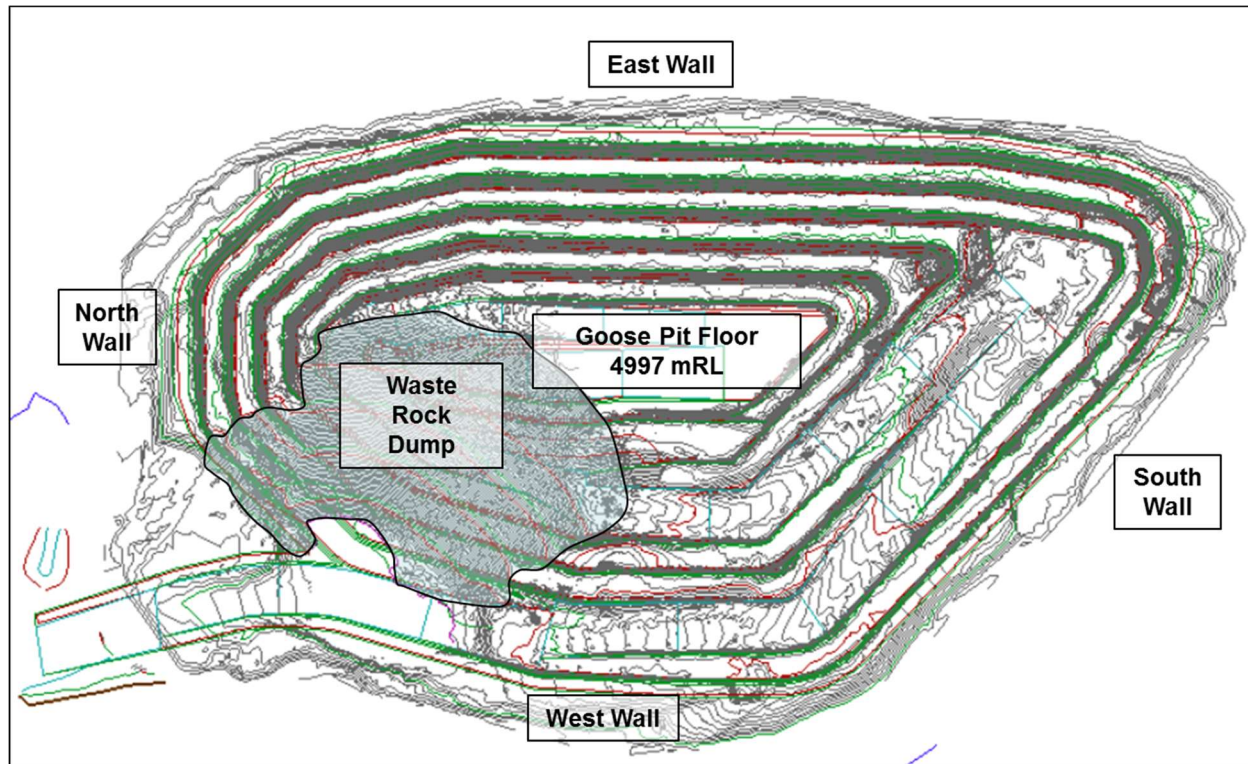 East Wall
North
Wall
Goose Pit Floor
4997 mRL
Waste
Rock
Dump
South
Wall
West Wall